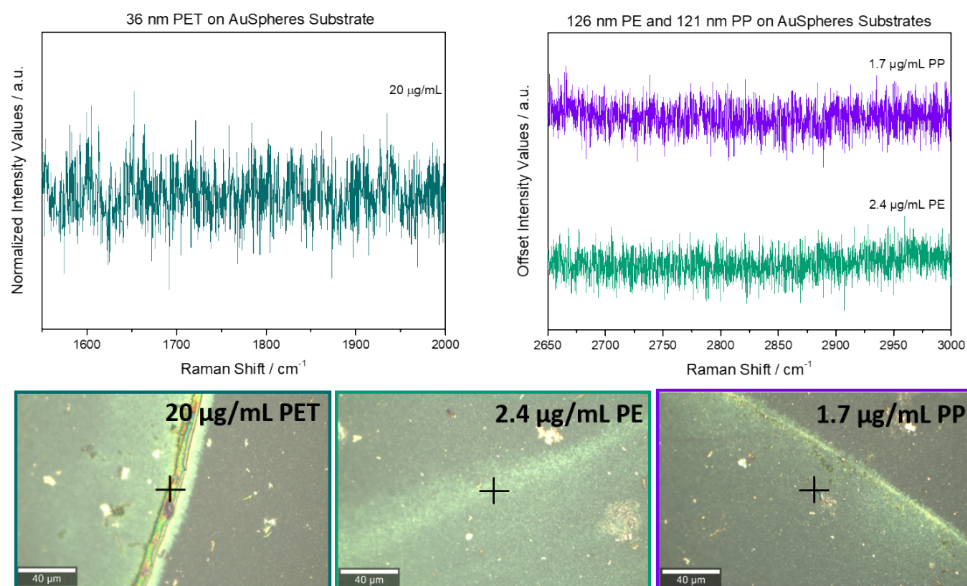 36 nm PET on AuSpheres Substrate
20 µg/mL
Normalized Intensity Values / a.u.
1600 1700 1800 1900 2000
Raman Shift / cm⁻¹
126 nm PE and 121 nm PP on AuSpheres Substrates
1.7 µg/mL PP
2.4 µg/mL PE
Offset Intensity Values / a.u.
2650 2700 2750 2800 2850 2900 2950 3000
Raman Shift / cm⁻¹
20 µg/mL PET
40 µm
2.4 µg/mL PE
40 µm
1.7 µg/mL PP
40 µm